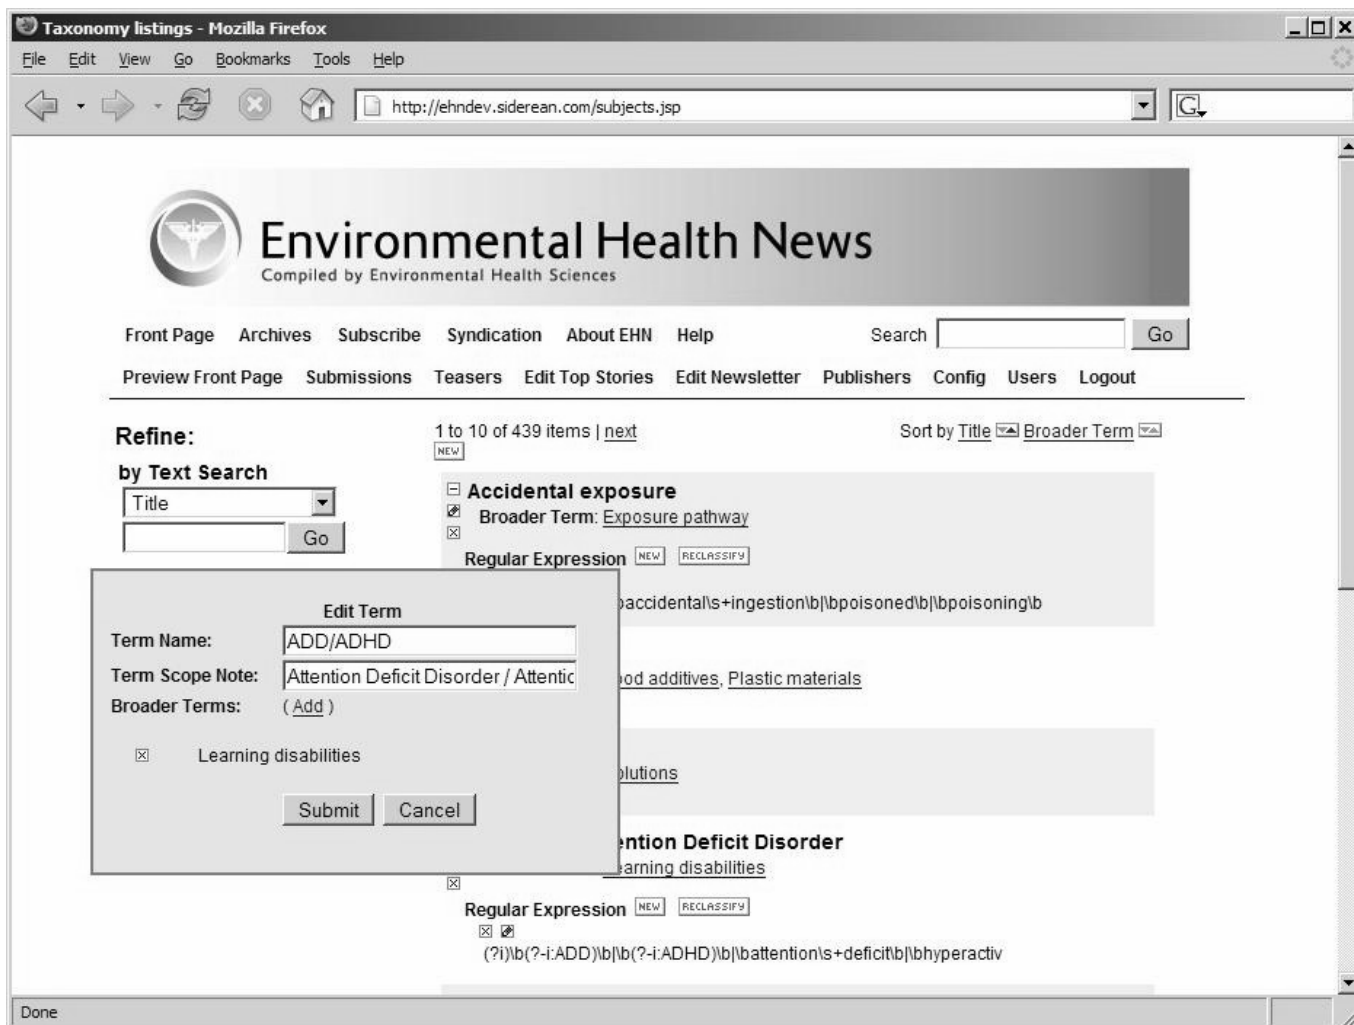 Taxonomy listings - Mozilla Firefox
File Edit View Go Bookmarks Tools Help
http://ehndev.siderean.com/subjects.jsp
G
Environmental Health News
Compiled by Environmental Health Sciences
Front Page Archives Subscribe Syndication About EHN Help Search Go
Preview Front Page Submissions Teasers Edit Top Stories Edit Newsletter Publishers Config Users Logout
Refine:
by Text Search
Title
Go
1 to 10 of 439 items | next
NEW
Sort by Title Broader Term
Accidental exposure
Broader Term: Exposure pathway
Regular Expression NEW RECLASSIFY
accidental\s+ingestion\b|\bpoisoned\b|\bpoisoning\b
Edit Term
Term Name: ADD/ADHD
Term Scope Note: Attention Deficit Disorder / Attentic
Broader Terms: ( Add )
Learning disabilities
Submit Cancel
od additives, Plastic materials
olutions
ention Deficit Disorder
earning disabilities
Regular Expression NEW RECLASSIFY
(?i)\b(?-i:ADD)\b|\b(?-i:ADHD)\b|\battention\s+deficit\b|\bhyperactiv
Done